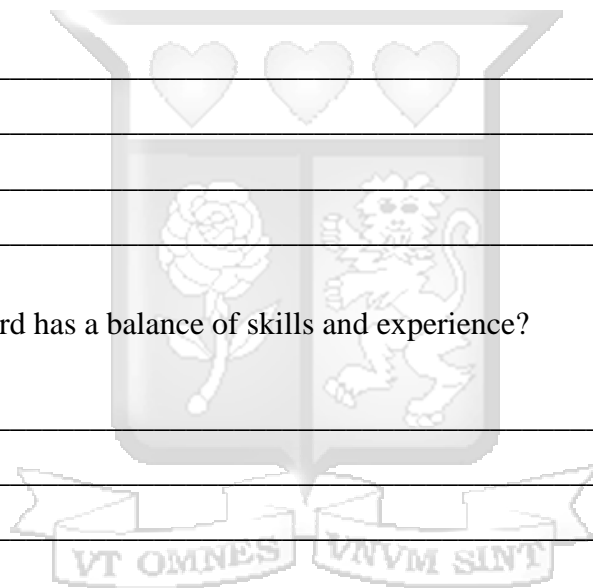 rd has a balance of skills and experience?
VT OMNES VNVM SINT